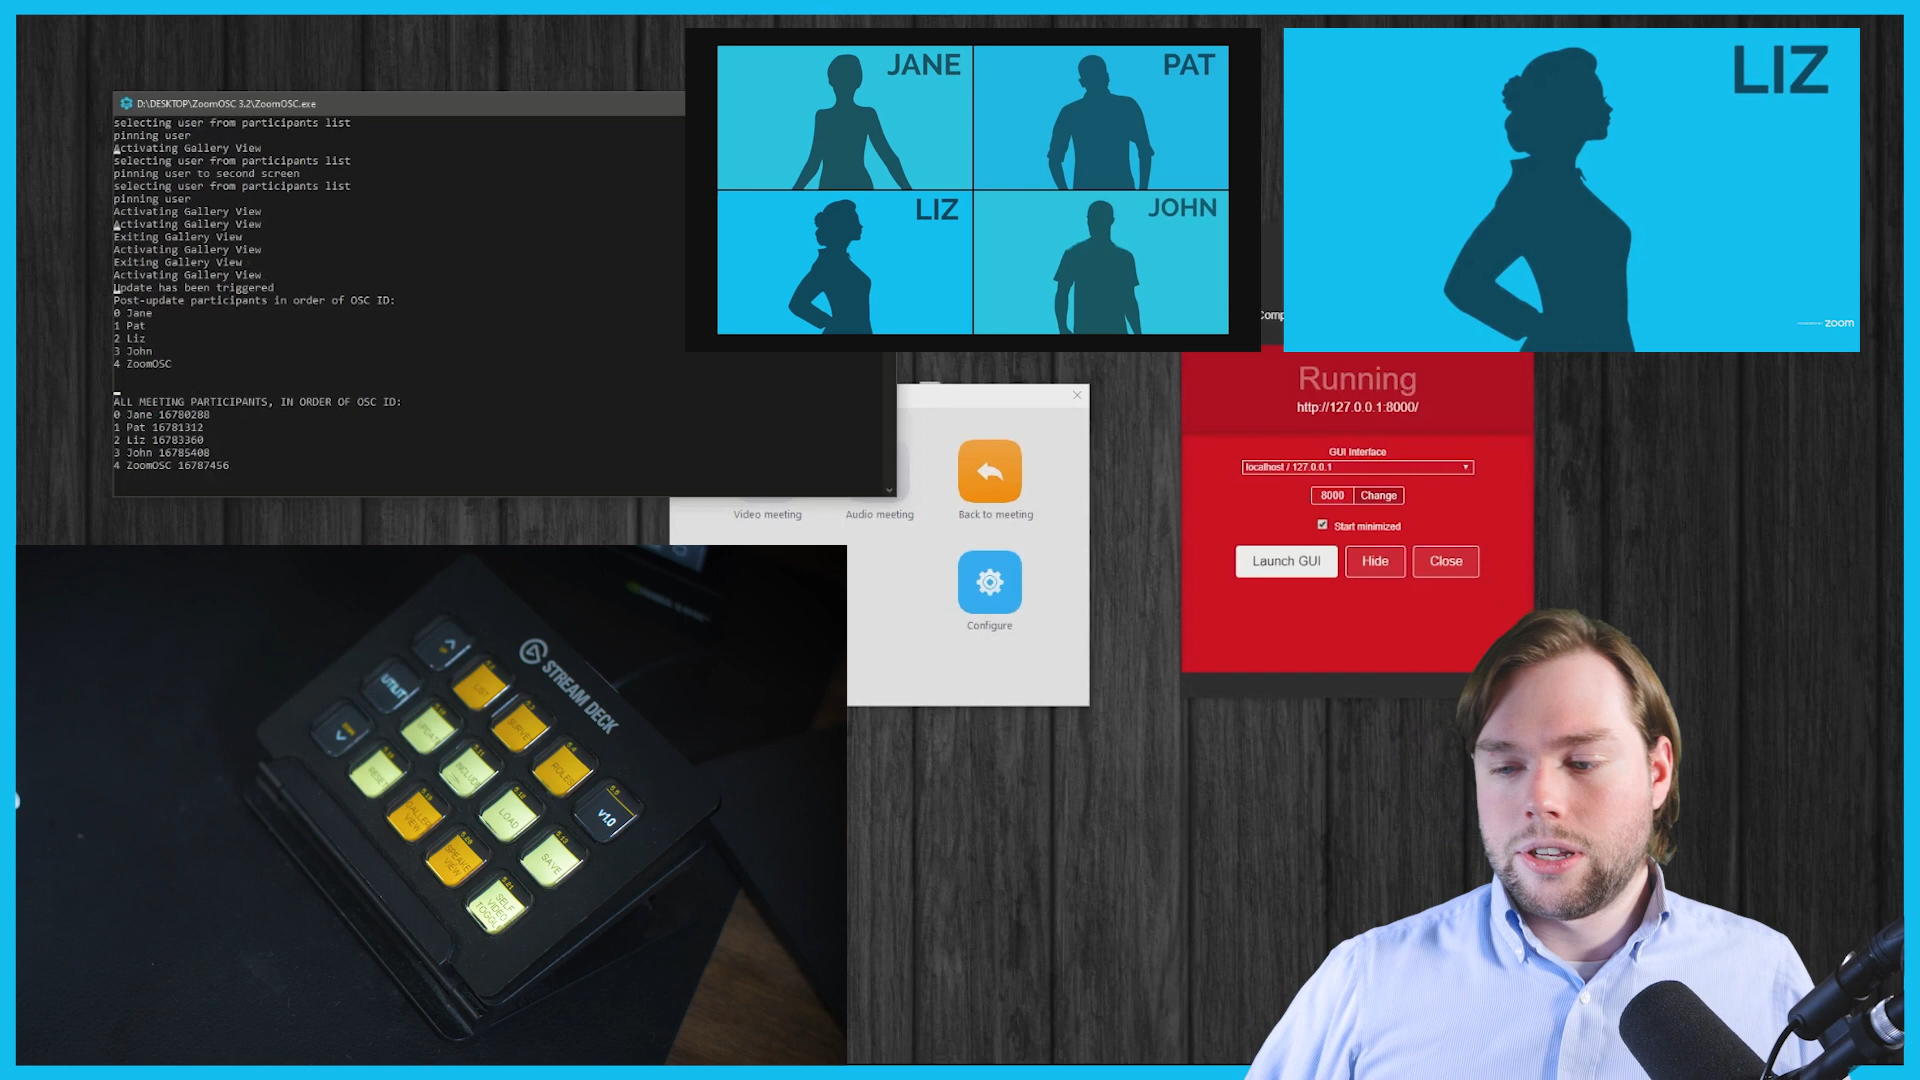 D:\DESKTOP\ZoomOSC 3.2\ZoomOSC.exe
selecting user from participants list
pinning user
Activating Gallery View
selecting user from participants list
pinning user to second screen
selecting user from participants list
pinning user
Activating Gallery View
Activating Gallery View
Exiting Gallery View
Activating Gallery View
Exiting Gallery View
Activating Gallery View
Update has been triggered
Post-update participants in order of OSC ID:
0 Jane
1 Pat
2 Liz
3 John
4 ZoomOSC
ALL MEETING PARTICIPANTS, IN ORDER OF OSC ID:
0 Jane 16780288
1 Pat 16781312
2 Liz 16783360
3 John 16785408
4 ZoomOSC 16787456
JANE
PAT
LIZ
JOHN
LIZ
zoom
Comp
Running
http://127.0.0.1:8000/
GUI Interface
localhost / 127.0.0.1
8000 Change
Start minimized
Launch GUI Hide Close
Video meeting
Audio meeting
Back to meeting
Configure
STREAM DECK
LIST
ROLES
v1.0
LOAD
SAVE
SELF
VIDEO